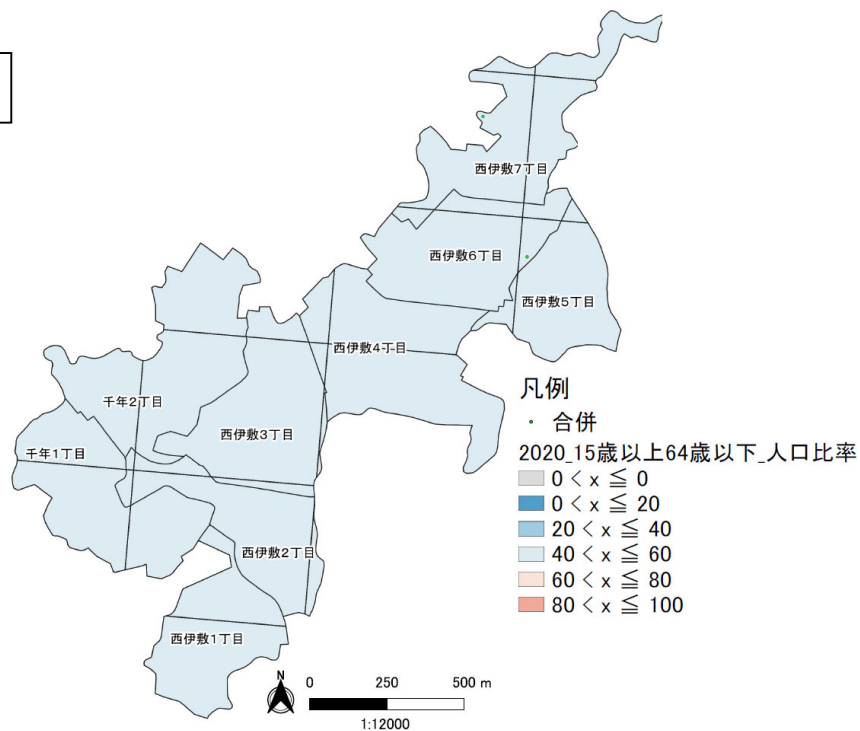 西伊敷7丁目
西伊敷6丁目
西伊敷5丁目
西伊敷4丁目
千年2丁目
西伊敷3丁目
千年1丁目
西伊敷2丁目
西伊敷1丁目
凡例
合併
2020_15歳以上64歳以下_人口比率
0 < x ≦ 0
0 < x ≦ 20
20 < x ≦ 40
40 < x ≦ 60
60 < x ≦ 80
80 < x ≦ 100
N
0 250 500 m
1:12000